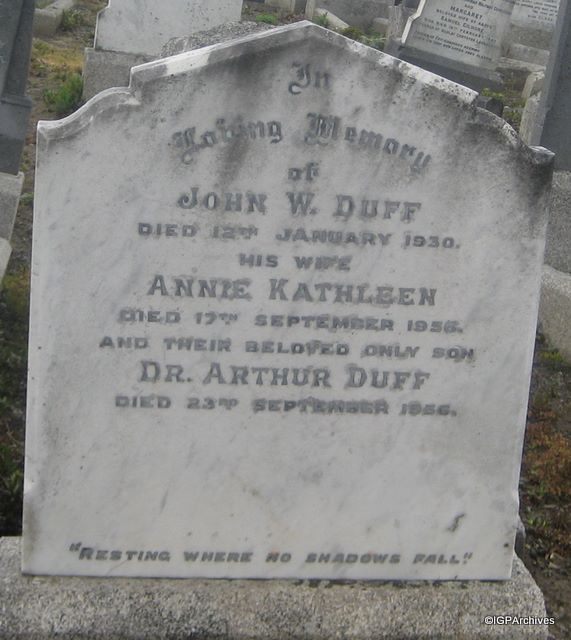 In
Loving Memory
of
JOHN W. DUFF
DIED 12TH JANUARY 1930.
HIS WIFE
ANNIE KATHLEEN
DIED 17TH SEPTEMBER 1956.
AND THEIR BELOVED ONLY SON
DR. ARTHUR DUFF
DIED 23RD SEPTEMBER 1956.
"RESTING WHERE NO SHADOWS FALL."
MARGARET
©IGPArchives